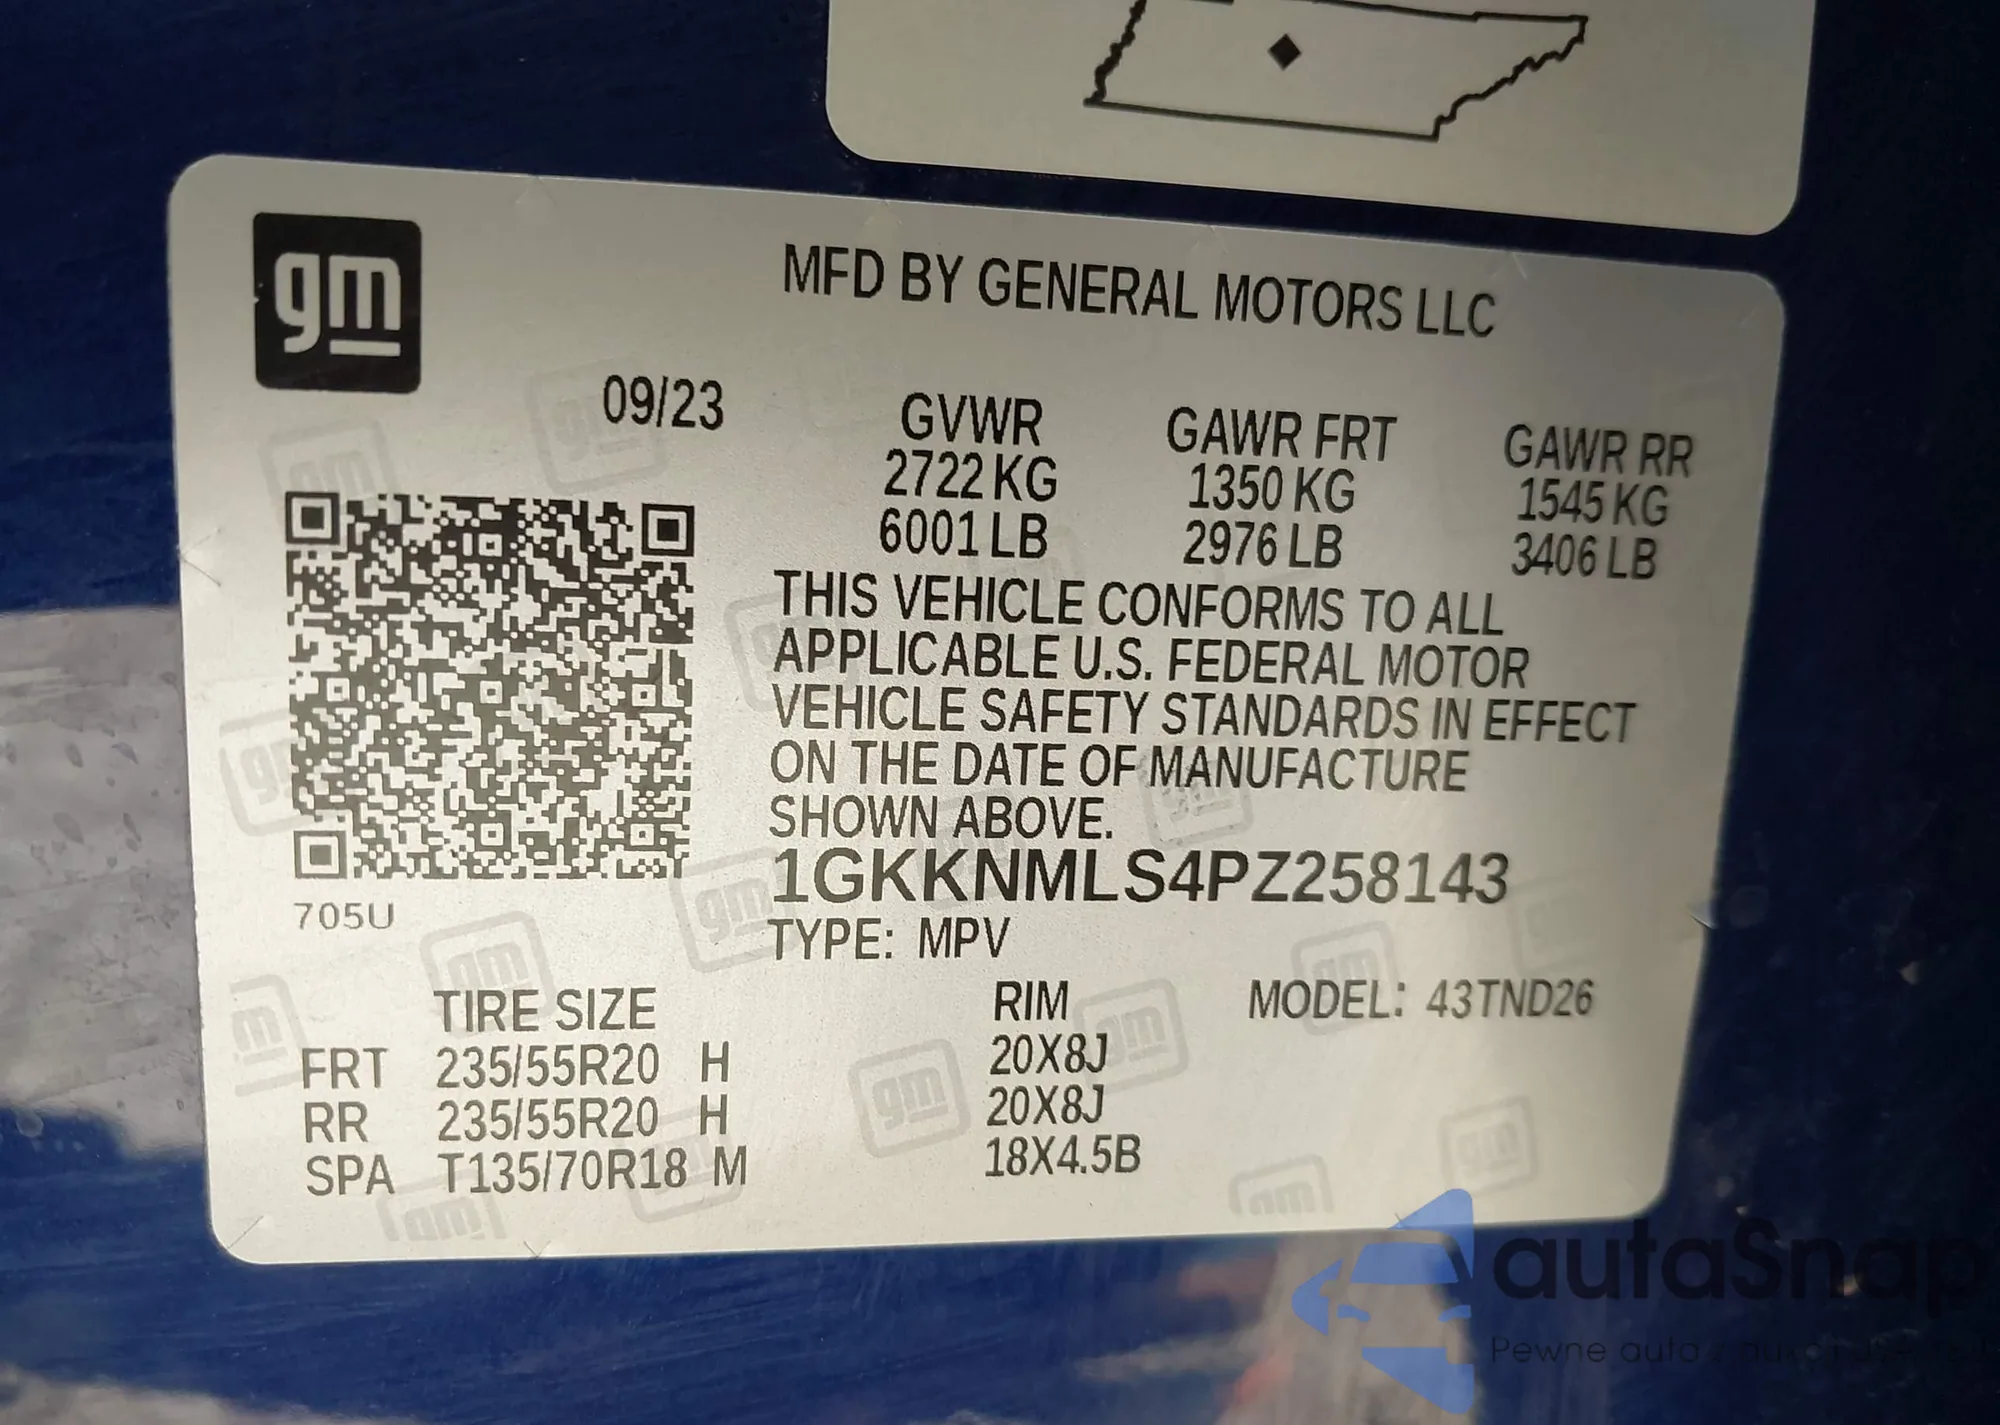 gm
MFD BY GENERAL MOTORS LLC
09/23
GVWR GAWR FRT GAWR RR
2722 KG 1350 KG 1545 KG
6001 LB 2976 LB 3406 LB
THIS VEHICLE CONFORMS TO ALL
APPLICABLE U.S. FEDERAL MOTOR
VEHICLE SAFETY STANDARDS IN EFFECT
ON THE DATE OF MANUFACTURE
SHOWN ABOVE.
1GKKNMLS4PZ258143
705U
TYPE: MPV
TIRE SIZE RIM MODEL: 43TND26
FRT 235/55R20 H 20X8J
RR 235/55R20 H 20X8J
SPA T135/70R18 M 18X4.5B
autaSnap
Pewne auta